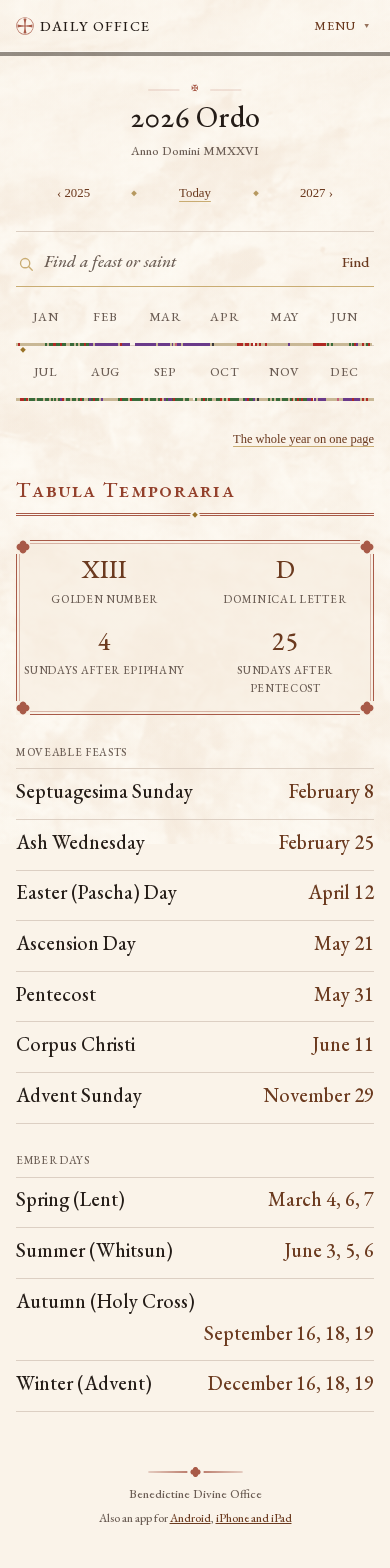 DAILY OFFICE
MENU ▼
2026 Ordo
Anno Domini MMXXVI
‹ 2025 Today 2027 ›
Find a feast or saint Find
JAN FEB MAR APR MAY JUN
JUL AUG SEP OCT NOV DEC
The whole year on one page
Tabula Temporaria
XIII D
GOLDEN NUMBER DOMINICAL LETTER
4 25
SUNDAYS AFTER EPIPHANY SUNDAYS AFTER
PENTECOST
MOVEABLE FEASTS
Septuagesima Sunday February 8
Ash Wednesday February 25
Easter (Pascha) Day April 12
Ascension Day May 21
Pentecost May 31
Corpus Christi June 11
Advent Sunday November 29
EMBER DAYS
Spring (Lent) March 4, 6, 7
Summer (Whitsun) June 3, 5, 6
Autumn (Holy Cross)
September 16, 18, 19
Winter (Advent) December 16, 18, 19
Benedictine Divine Office
Also an app for Android, iPhone and iPad